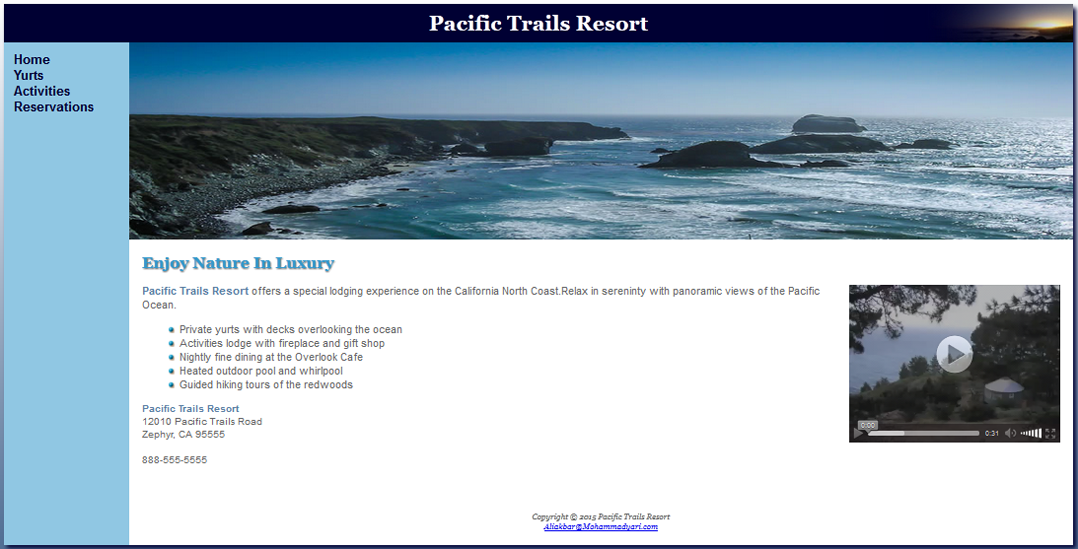 Pacific Trails Resort
Home
Yurts
Activities
Reservations
Enjoy Nature In Luxury
Pacific Trails Resort offers a special lodging experience on the California North Coast.Relax in sereninty with panoramic views of the Pacific
Ocean.
Private yurts with decks overlooking the ocean
Activities lodge with fireplace and gift shop
Nightly fine dining at the Overlook Cafe
Heated outdoor pool and whirlpool
Guided hiking tours of the redwoods
0:00
0:31
Pacific Trails Resort
12010 Pacific Trails Road
Zephyr, CA 95555
888-555-5555
Copyright © 2015 Pacific Trails Resort
Aliakbar@Mohammadyari.com